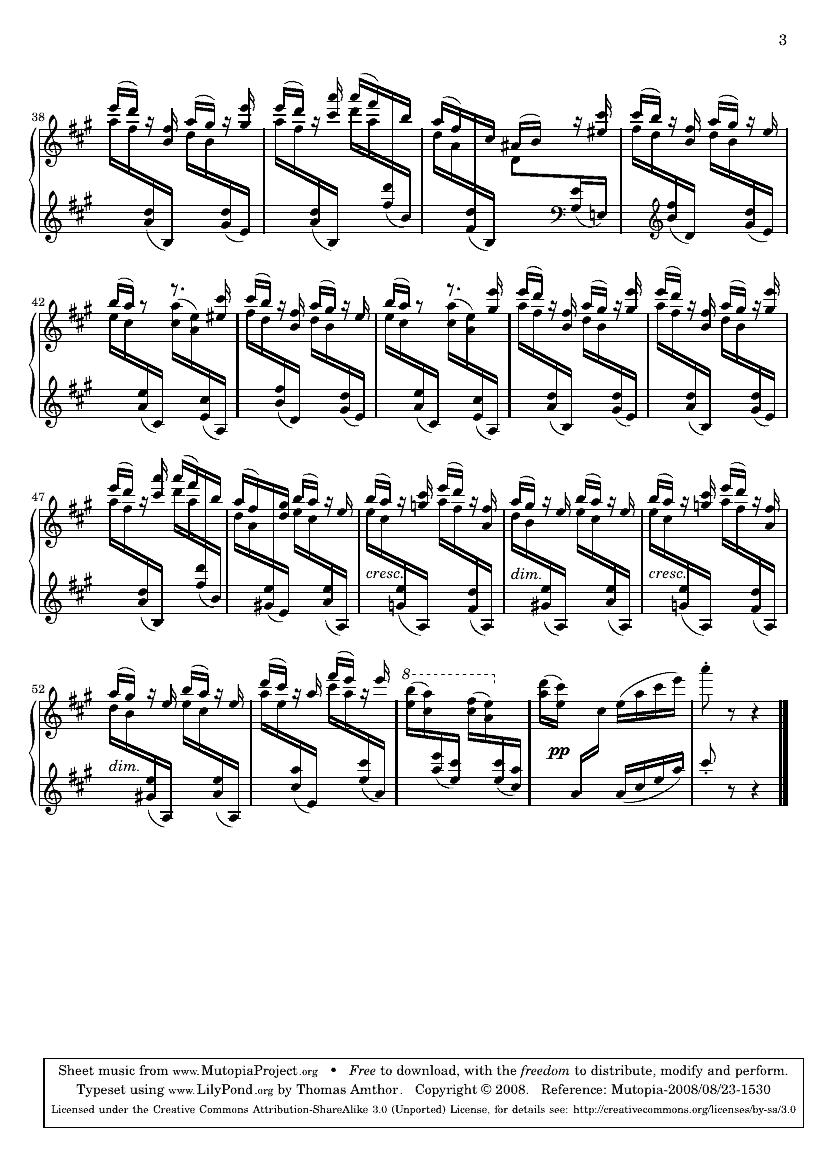 3
38
42
47
cresc. dim. cresc.
52
8
pp
dim.
Sheet music from www.MutopiaProject.org • Free to download, with the freedom to distribute, modify and perform.
Typeset using www.LilyPond.org by Thomas Amthor. Copyright © 2008. Reference: Mutopia-2008/08/23-1530
Licensed under the Creative Commons Attribution-ShareAlike 3.0 (Unported) License, for details see: http://creativecommons.org/licenses/by-sa/3.0